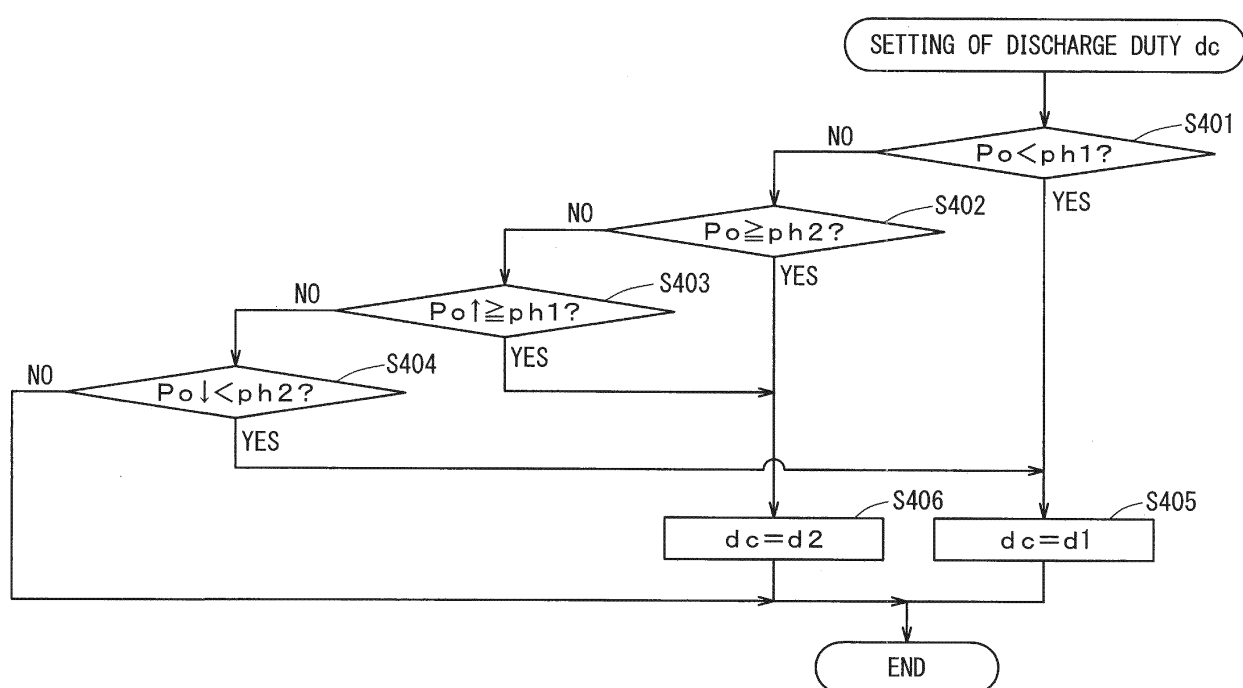 SETTING OF DISCHARGE DUTY dc
S401
NO
Po<ph1?
YES
S402
NO
Po≧ph2?
YES
S403
NO
Po↑≧ph1?
YES
S404
NO
Po↓<ph2?
YES
S406
dc=d2
S405
dc=d1
END